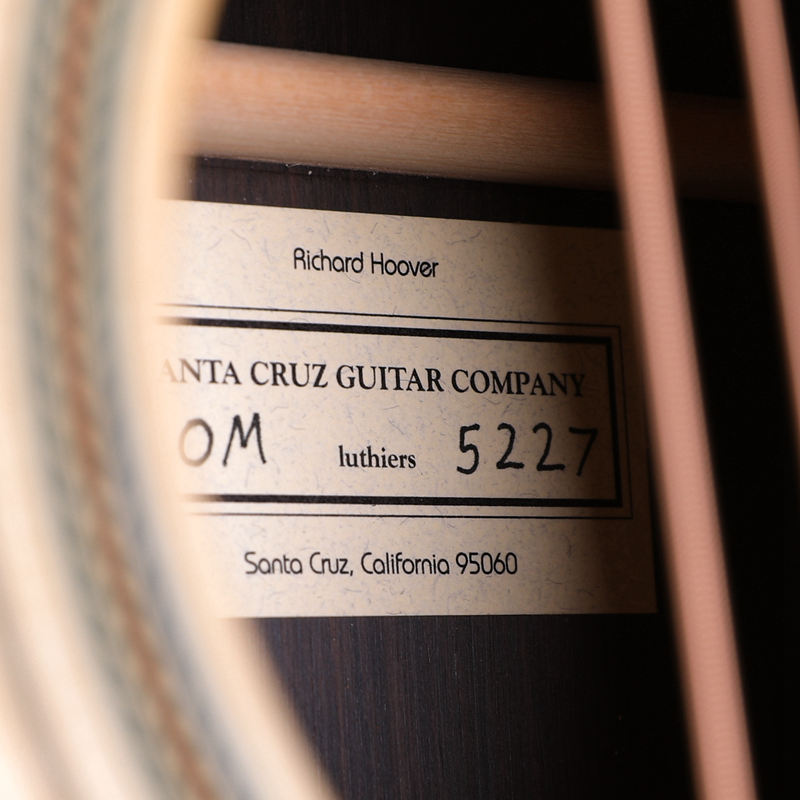 Richard Hoover
ANTA CRUZ GUITAR COMPANY
OM luthiers 5227
Santa Cruz, California 95060